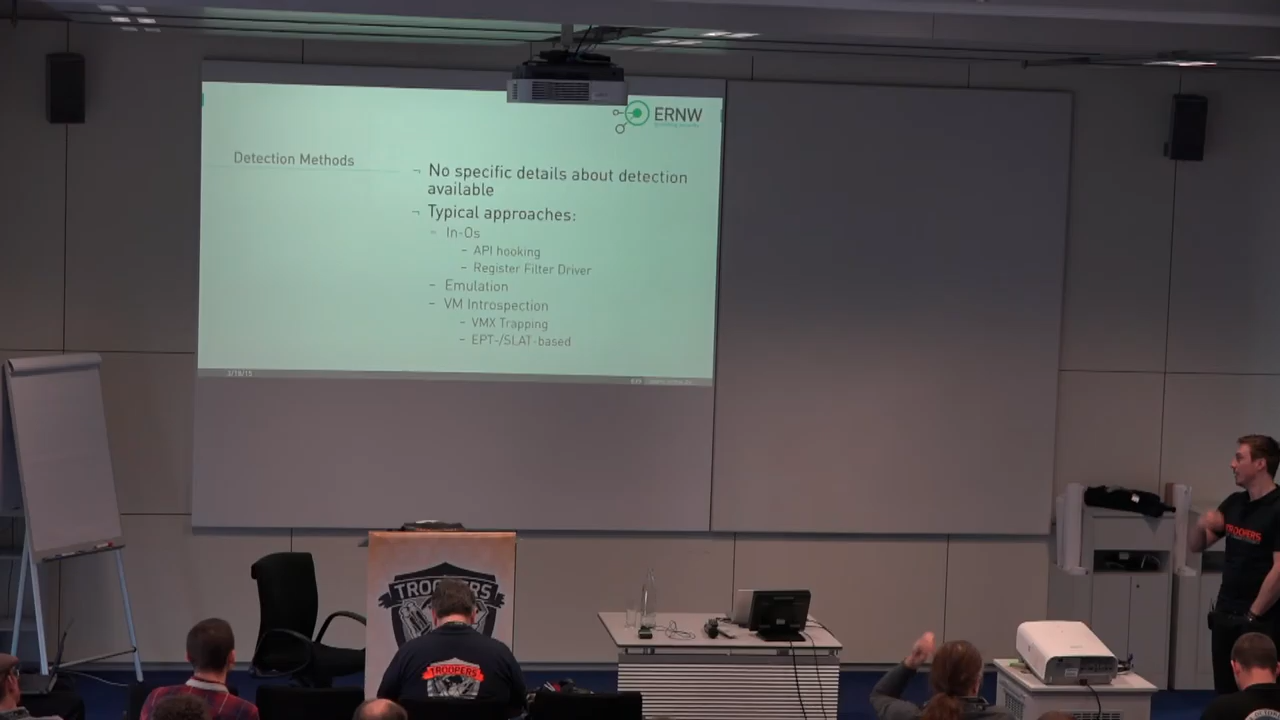 ERNW
Detection Methods
¬ No specific details about detection
available
¬ Typical approaches:
– In-Os
– API hooking
– Register Filter Driver
– Emulation
– VM Introspection
– VMX Trapping
– EPT-/SLAT-based
TROOPERS
TROOPERS
TROOPERS